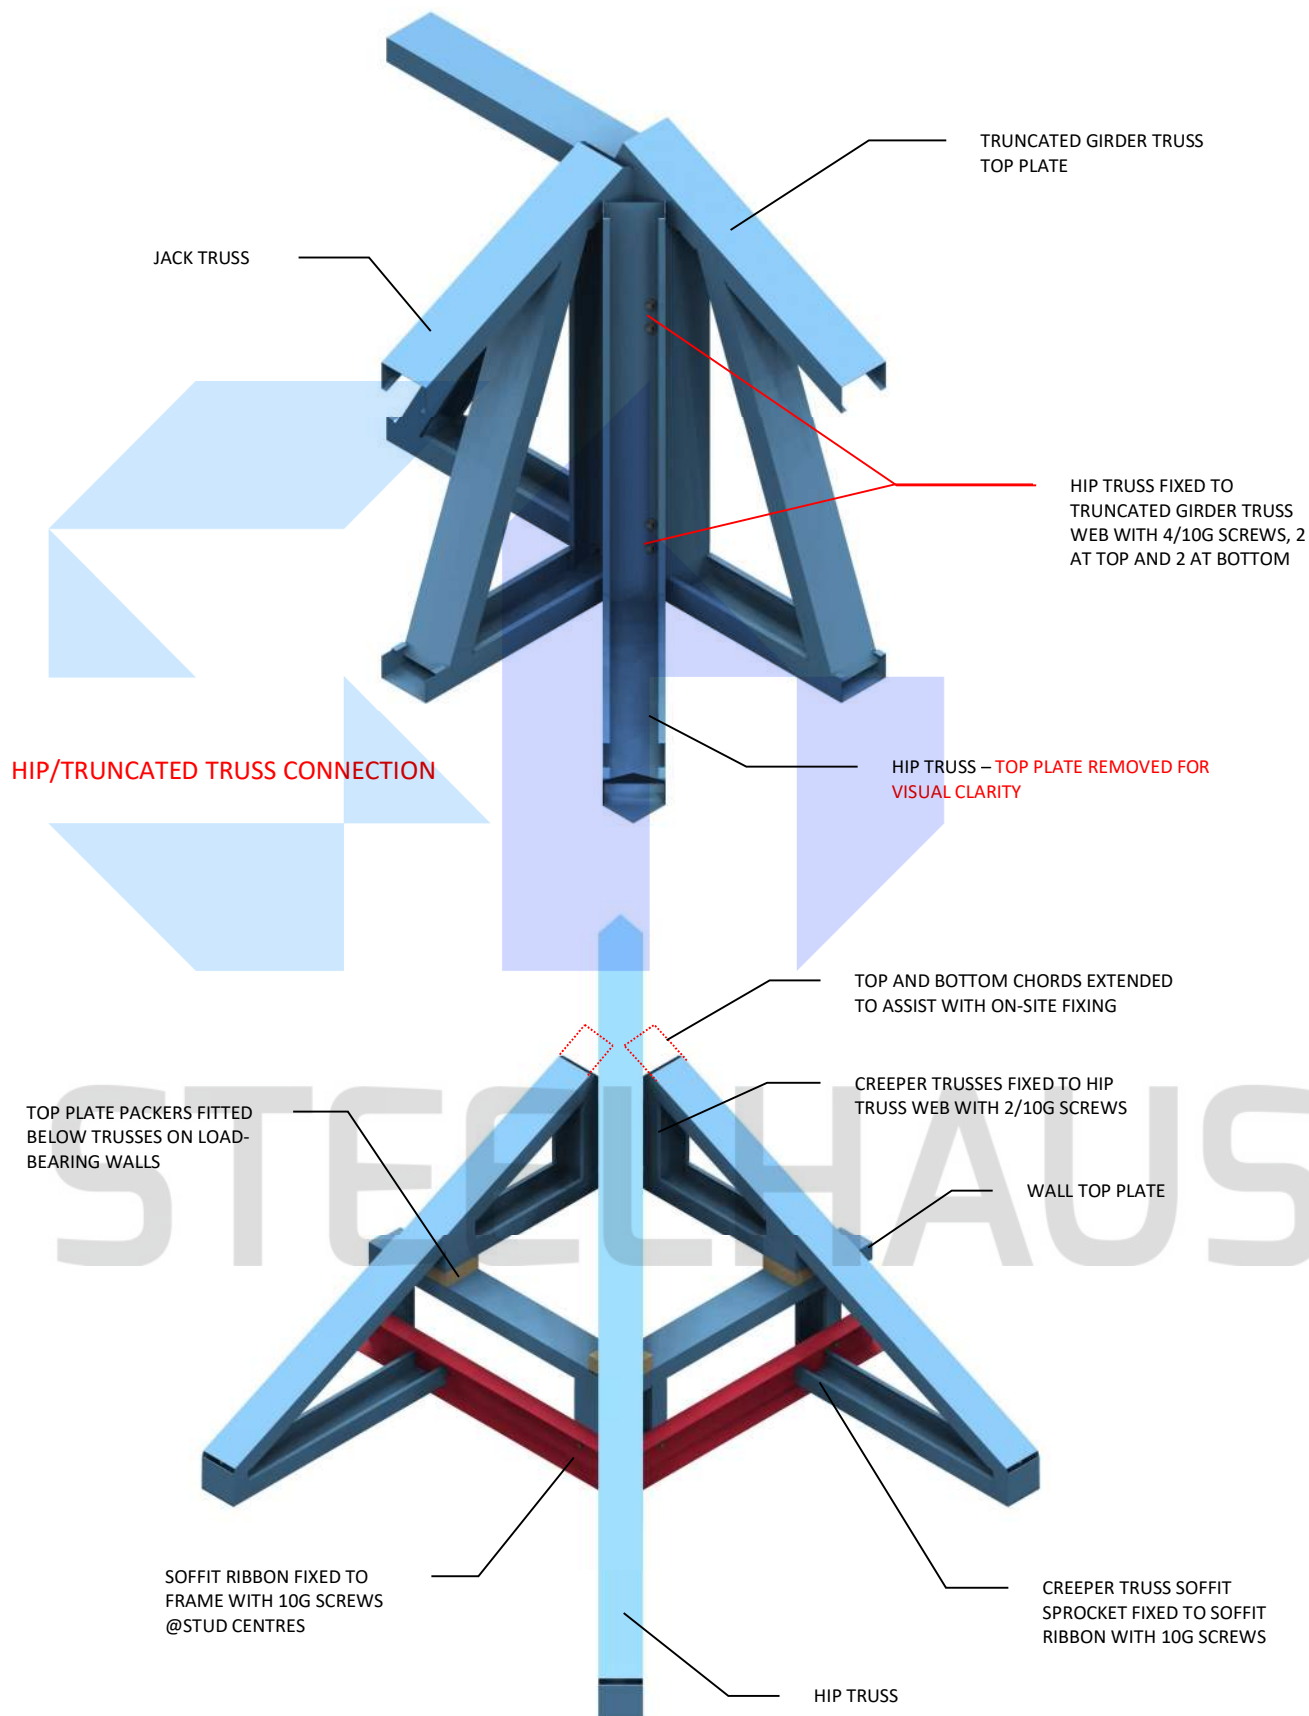 TRUNCATED GIRDER TRUSS
TOP PLATE
JACK TRUSS
HIP TRUSS FIXED TO
TRUNCATED GIRDER TRUSS
WEB WITH 4/10G SCREWS, 2
AT TOP AND 2 AT BOTTOM
HIP/TRUNCATED TRUSS CONNECTION
HIP TRUSS – TOP PLATE REMOVED FOR
VISUAL CLARITY
TOP AND BOTTOM CHORDS EXTENDED
TO ASSIST WITH ON-SITE FIXING
CREEPER TRUSSES FIXED TO HIP
TRUSS WEB WITH 2/10G SCREWS
TOP PLATE PACKERS FITTED
BELOW TRUSSES ON LOAD-
BEARING WALLS
STEELHAUS
WALL TOP PLATE
SOFFIT RIBBON FIXED TO
FRAME WITH 10G SCREWS
@STUD CENTRES
CREEPER TRUSS SOFFIT
SPROCKET FIXED TO SOFFIT
RIBBON WITH 10G SCREWS
HIP TRUSS